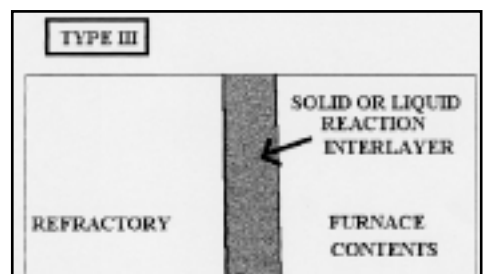 TYPE III
SOLID OR LIQUID
REACTION
INTERLAYER
REFRACTORY
FURNACE
CONTENTS